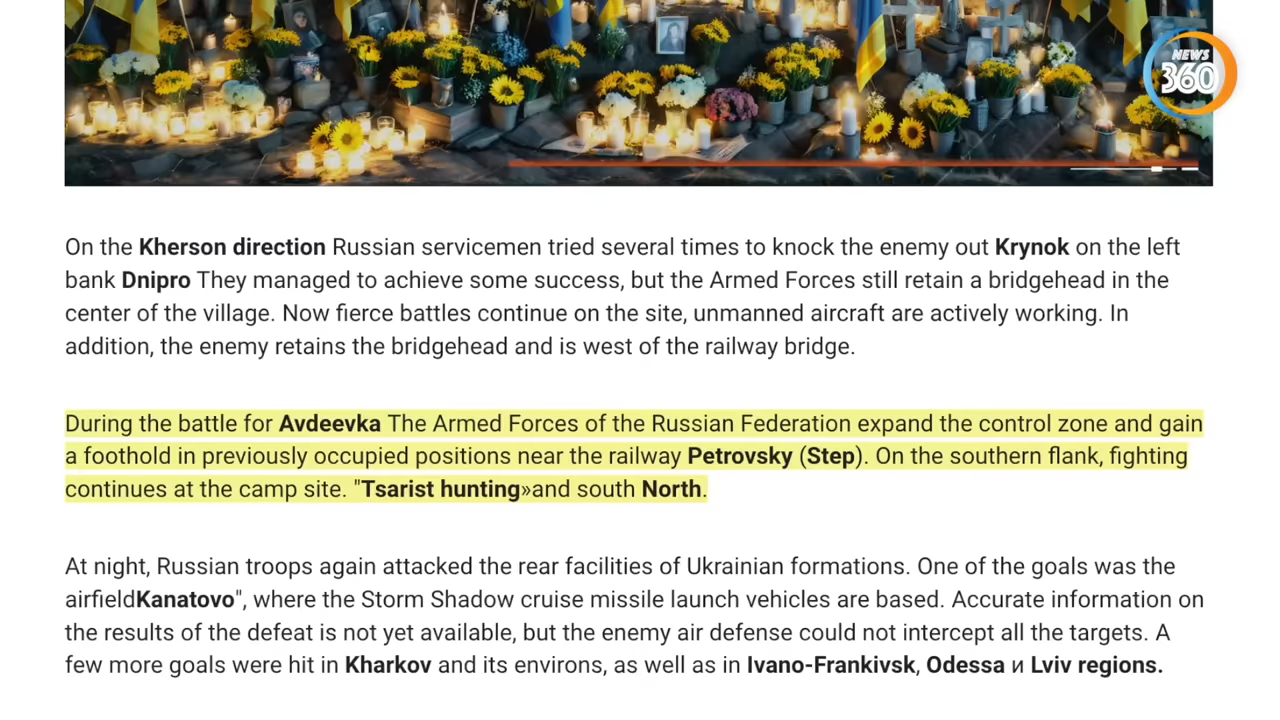 NEWS
360
On the Kherson direction Russian servicemen tried several times to knock the enemy out Krynok on the left
bank Dnipro They managed to achieve some success, but the Armed Forces still retain a bridgehead in the
center of the village. Now fierce battles continue on the site, unmanned aircraft are actively working. In
addition, the enemy retains the bridgehead and is west of the railway bridge.
During the battle for Avdeevka The Armed Forces of the Russian Federation expand the control zone and gain
a foothold in previously occupied positions near the railway Petrovsky (Step). On the southern flank, fighting
continues at the camp site. "Tsarist hunting»and south North.
At night, Russian troops again attacked the rear facilities of Ukrainian formations. One of the goals was the
airfieldKanatovo", where the Storm Shadow cruise missile launch vehicles are based. Accurate information on
the results of the defeat is not yet available, but the enemy air defense could not intercept all the targets. A
few more goals were hit in Kharkov and its environs, as well as in Ivano-Frankivsk, Odessa и Lviv regions.